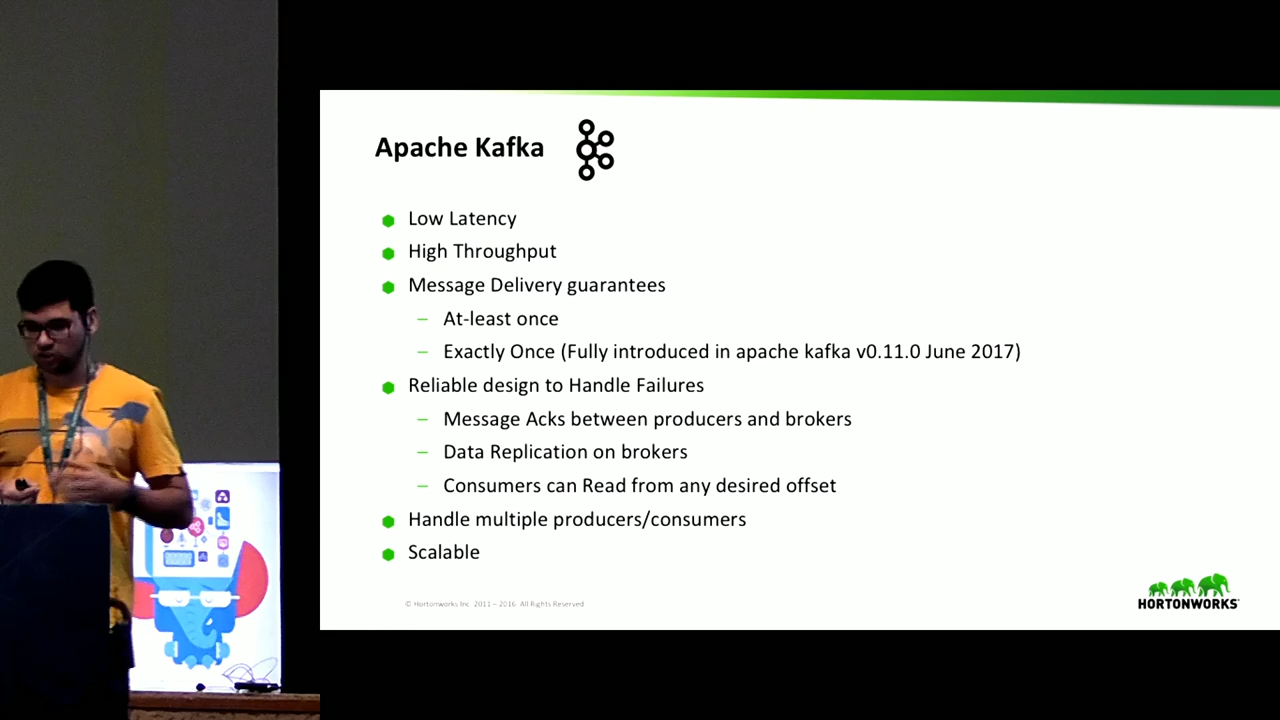 Apache Kafka
Low Latency
High Throughput
Message Delivery guarantees
– At-least once
– Exactly Once (Fully introduced in apache kafka v0.11.0 June 2017)
Reliable design to Handle Failures
– Message Acks between producers and brokers
– Data Replication on brokers
– Consumers can Read from any desired offset
Handle multiple producers/consumers
Scalable
© Hortonworks Inc 2011 – 2016 All Rights Reserved
HORTONWORKS